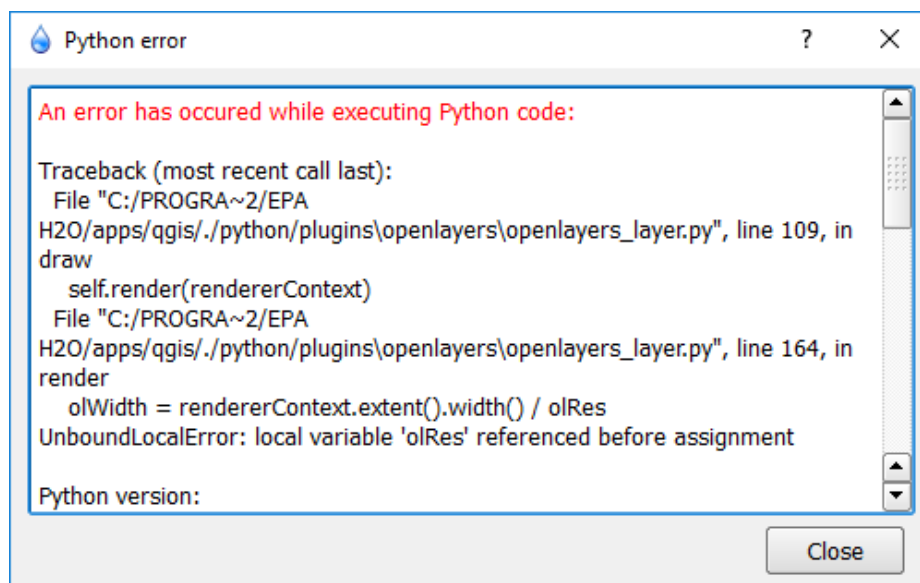 Python error
?
An error has occured while executing Python code:
Traceback (most recent call last):
File "C:/PROGRA~2/EPA
H2O/apps/qgis/./python/plugins\openlayers\openlayers_layer.py", line 109, in
draw
self.render(rendererContext)
File "C:/PROGRA~2/EPA
H2O/apps/qgis/./python/plugins\openlayers\openlayers_layer.py", line 164, in
render
olWidth = rendererContext.extent().width() / olRes
UnboundLocalError: local variable 'olRes' referenced before assignment
Python version:
Close